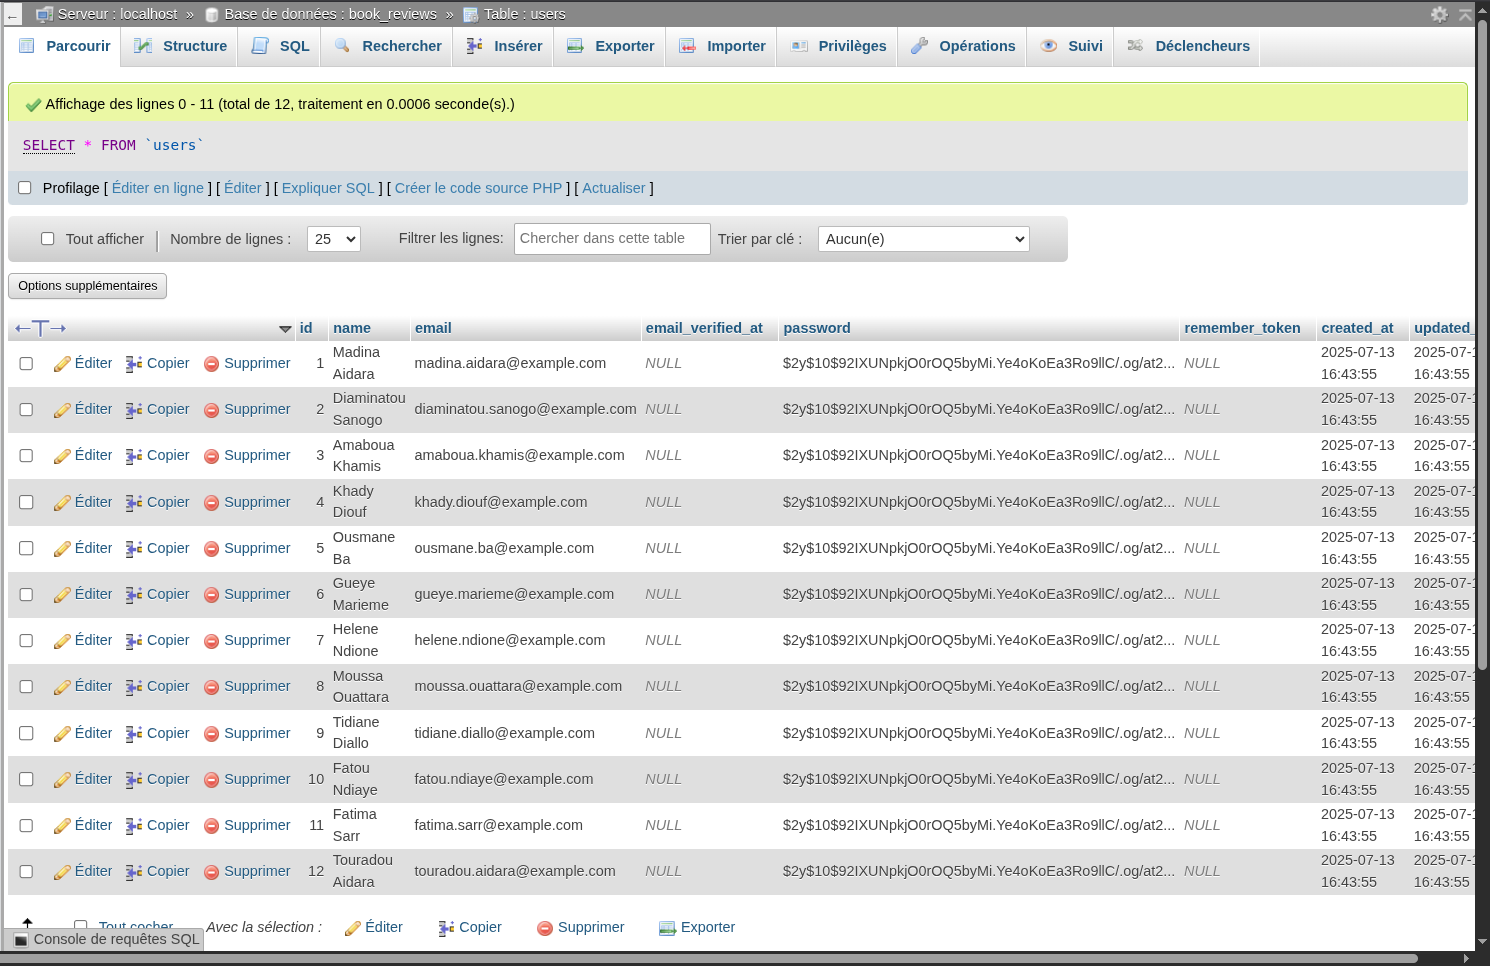 ← Serveur : localhost » Base de données : book_reviews » Table : users
Parcourir Structure SQL Rechercher Insérer Exporter Importer Privilèges Opérations Suivi Déclencheurs
Affichage des lignes 0 - 11 (total de 12, traitement en 0.0006 seconde(s).)
SELECT * FROM `users`
Profilage [ Éditer en ligne ] [ Éditer ] [ Expliquer SQL ] [ Créer le code source PHP ] [ Actualiser ]
Tout afficher | Nombre de lignes : 25 Filtrer les lignes: Chercher dans cette table Trier par clé : Aucun(e)
Options supplémentaires
←T→ id name email email_verified_at password remember_token created_at updated_
Éditer Copier Supprimer 1 Madina Aidara madina.aidara@example.com NULL $2y$10$92IXUNpkjO0rOQ5byMi.Ye4oKoEa3Ro9llC/.og/at2... NULL 2025-07-13 16:43:55 2025-07-1 16:43:55
Éditer Copier Supprimer 2 Diaminatou Sanogo diaminatou.sanogo@example.com NULL $2y$10$92IXUNpkjO0rOQ5byMi.Ye4oKoEa3Ro9llC/.og/at2... NULL 2025-07-13 16:43:55 2025-07-1 16:43:55
Éditer Copier Supprimer 3 Amaboua Khamis amaboua.khamis@example.com NULL $2y$10$92IXUNpkjO0rOQ5byMi.Ye4oKoEa3Ro9llC/.og/at2... NULL 2025-07-13 16:43:55 2025-07-1 16:43:55
Éditer Copier Supprimer 4 Khady Diouf khady.diouf@example.com NULL $2y$10$92IXUNpkjO0rOQ5byMi.Ye4oKoEa3Ro9llC/.og/at2... NULL 2025-07-13 16:43:55 2025-07-1 16:43:55
Éditer Copier Supprimer 5 Ousmane Ba ousmane.ba@example.com NULL $2y$10$92IXUNpkjO0rOQ5byMi.Ye4oKoEa3Ro9llC/.og/at2... NULL 2025-07-13 16:43:55 2025-07-1 16:43:55
Éditer Copier Supprimer 6 Gueye Marieme gueye.marieme@example.com NULL $2y$10$92IXUNpkjO0rOQ5byMi.Ye4oKoEa3Ro9llC/.og/at2... NULL 2025-07-13 16:43:55 2025-07-1 16:43:55
Éditer Copier Supprimer 7 Helene Ndione helene.ndione@example.com NULL $2y$10$92IXUNpkjO0rOQ5byMi.Ye4oKoEa3Ro9llC/.og/at2... NULL 2025-07-13 16:43:55 2025-07-1 16:43:55
Éditer Copier Supprimer 8 Moussa Ouattara moussa.ouattara@example.com NULL $2y$10$92IXUNpkjO0rOQ5byMi.Ye4oKoEa3Ro9llC/.og/at2... NULL 2025-07-13 16:43:55 2025-07-1 16:43:55
Éditer Copier Supprimer 9 Tidiane Diallo tidiane.diallo@example.com NULL $2y$10$92IXUNpkjO0rOQ5byMi.Ye4oKoEa3Ro9llC/.og/at2... NULL 2025-07-13 16:43:55 2025-07-1 16:43:55
Éditer Copier Supprimer 10 Fatou Ndiaye fatou.ndiaye@example.com NULL $2y$10$92IXUNpkjO0rOQ5byMi.Ye4oKoEa3Ro9llC/.og/at2... NULL 2025-07-13 16:43:55 2025-07-1 16:43:55
Éditer Copier Supprimer 11 Fatima Sarr fatima.sarr@example.com NULL $2y$10$92IXUNpkjO0rOQ5byMi.Ye4oKoEa3Ro9llC/.og/at2... NULL 2025-07-13 16:43:55 2025-07-1 16:43:55
Éditer Copier Supprimer 12 Touradou Aidara touradou.aidara@example.com NULL $2y$10$92IXUNpkjO0rOQ5byMi.Ye4oKoEa3Ro9llC/.og/at2... NULL 2025-07-13 16:43:55 2025-07-1 16:43:55
Tout cocher Avec la sélection : Éditer Copier Supprimer Exporter
Console de requêtes SQL